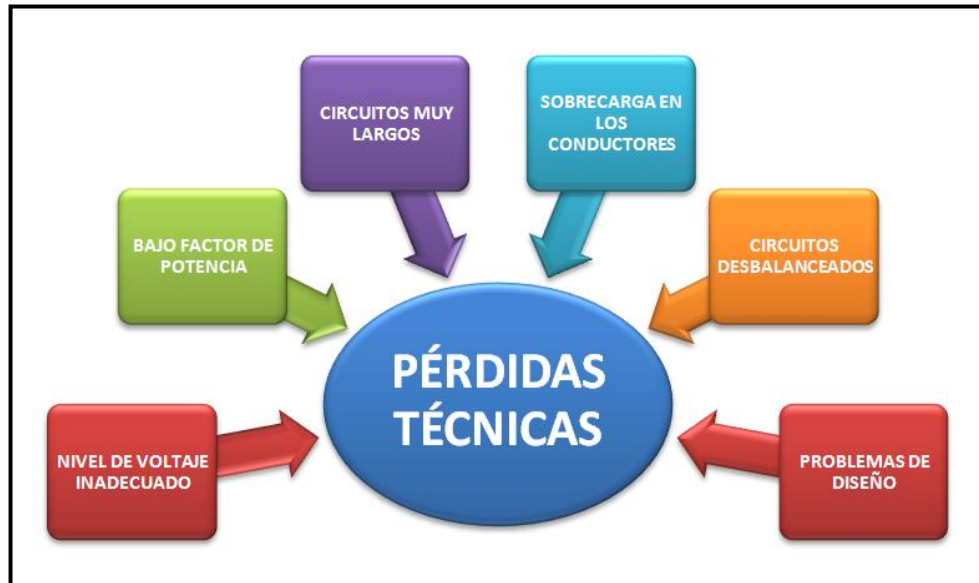 CIRCUITOS MUY
LARGOS
SOBRECARGA EN
LOS
CONDUCTORES
BAJO FACTOR DE
POTENCIA
CIRCUITOS
DESBALANCEADOS
PÉRDIDAS
TÉCNICAS
NIVEL DE VOLTAJE
INADECUADO
PROBLEMAS DE
DISEÑO